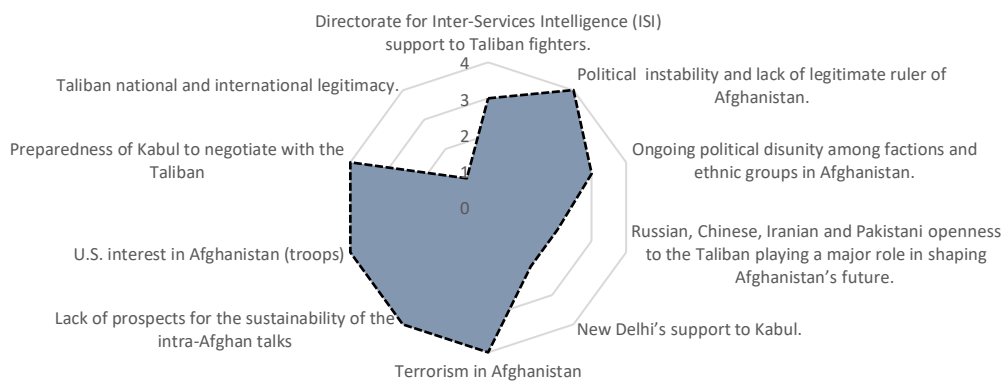 Directorate for Inter-Services Intelligence (ISI)
support to Taliban fighters.
4
3
2
1
0
Political instability and lack of legitimate ruler of
Afghanistan.
Ongoing political disunity among factions and
ethnic groups in Afghanistan.
Russian, Chinese, Iranian and Pakistani openness
to the Taliban playing a major role in shaping
Afghanistan’s future.
New Delhi’s support to Kabul.
Terrorism in Afghanistan
Lack of prospects for the sustainability of the
intra-Afghan talks
U.S. interest in Afghanistan (troops)
Preparedness of Kabul to negotiate with the
Taliban
Taliban national and international legitimacy.